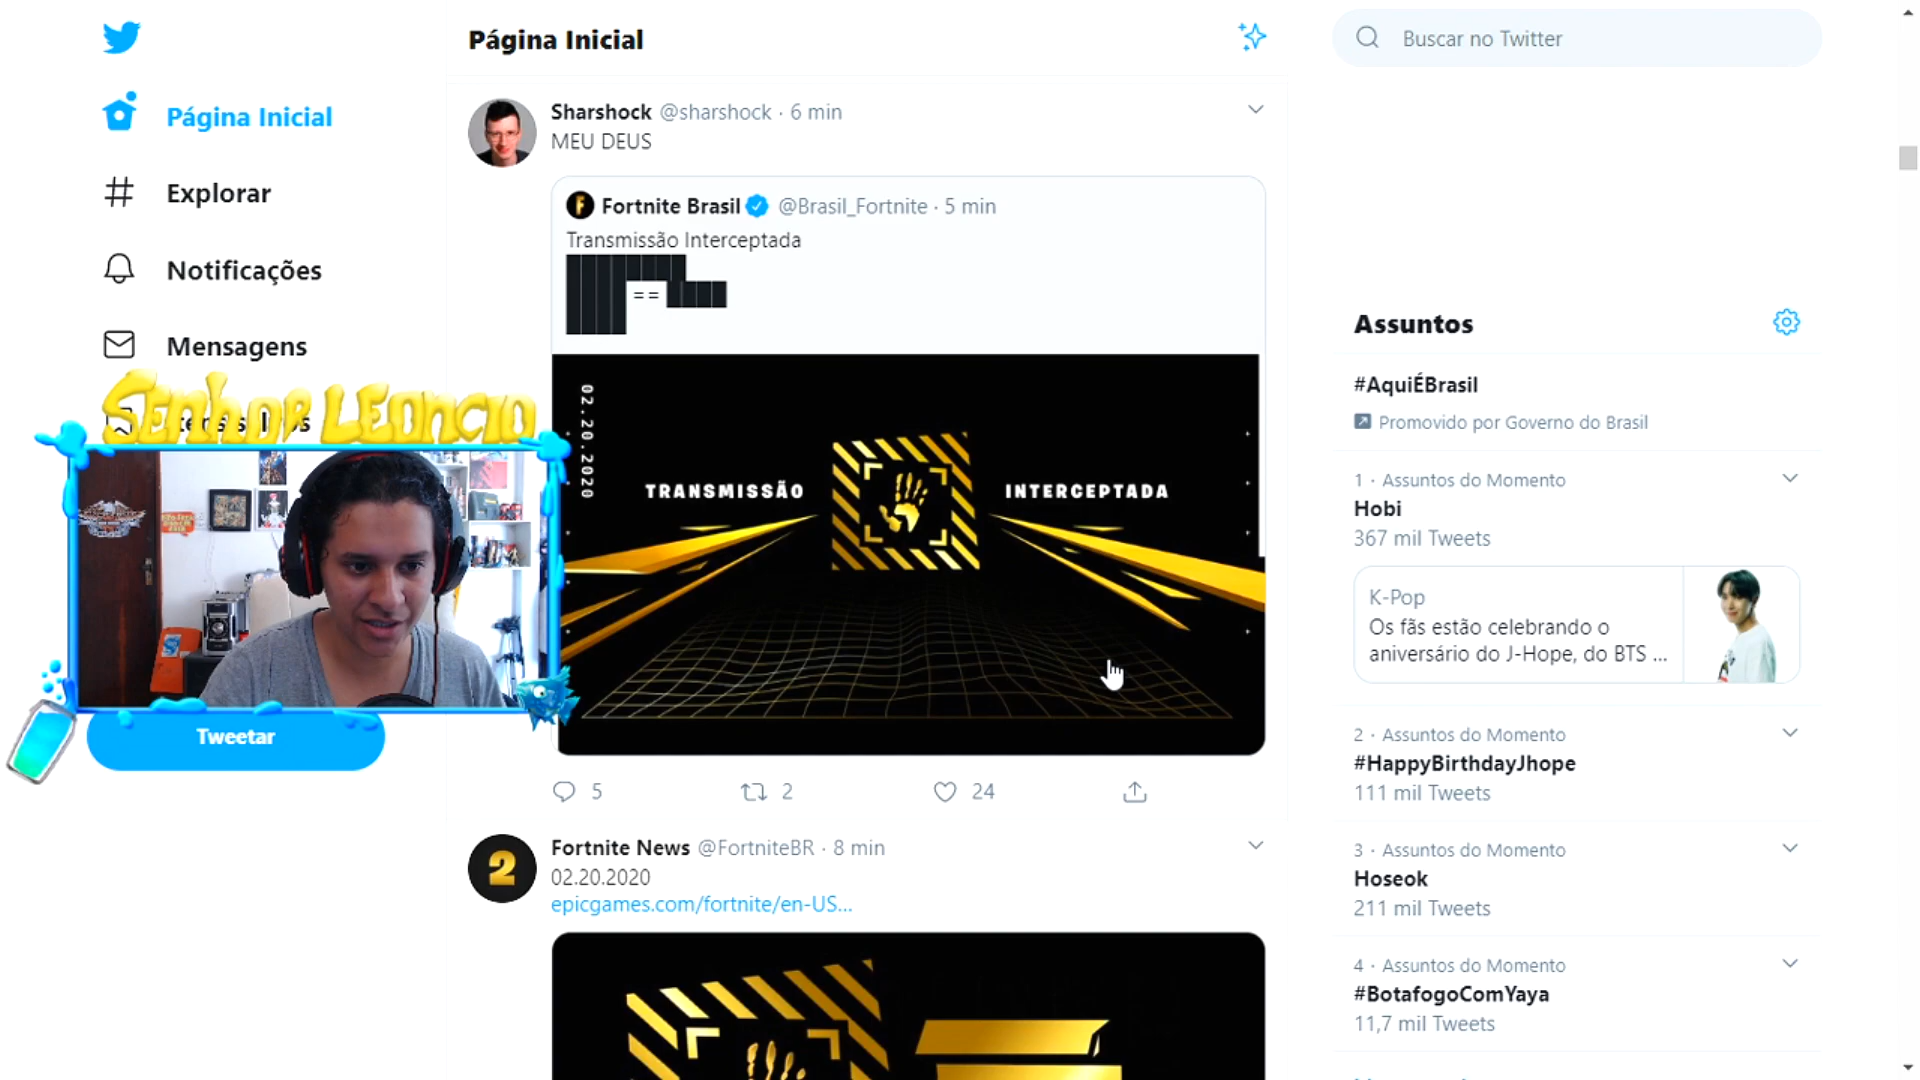 Página Inicial
Explorar
Notificações
Mensagens
SENHOR LEONCIO
Tweetar
Página Inicial
Sharshock @sharshock · 6 min
MEU DEUS
Fortnite Brasil @Brasil_Fortnite · 5 min
Transmissão Interceptada
==
02.20.2020
TRANSMISSÃO
INTERCEPTADA
5
2
24
2
Fortnite News @FortniteBR · 8 min
02.20.2020
epicgames.com/fortnite/en-US...
Buscar no Twitter
Assuntos
#AquiÉBrasil
Promovido por Governo do Brasil
1 · Assuntos do Momento
Hobi
367 mil Tweets
K-Pop
Os fãs estão celebrando o
aniversário do J-Hope, do BTS ...
2 · Assuntos do Momento
#HappyBirthdayJhope
111 mil Tweets
3 · Assuntos do Momento
Hoseok
211 mil Tweets
4 · Assuntos do Momento
#BotafogoComYaya
11,7 mil Tweets